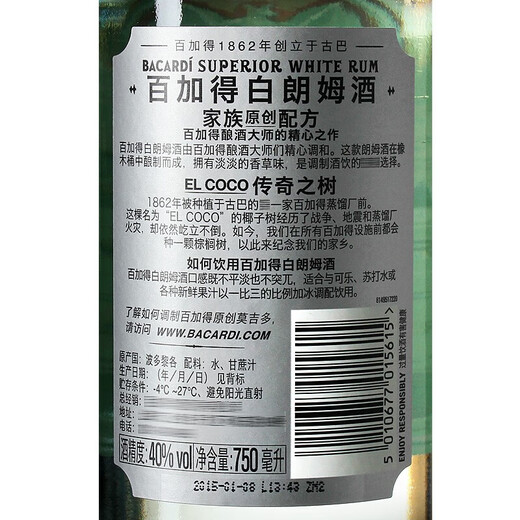 百加得1862年创立于古巴
BACARDÍ SUPERIOR WHITE RUM
百加得白朗姆酒
家族原创配方
百加得酿酒大师的精心之作
百加得白朗姆酒由百加得酿酒大师们精心调和。这款朗姆酒在橡
木桶中酿制而成，拥有淡淡的香草味，是调制酒饮的选择。
EL COCO 传奇之树
1862年被种植于古巴的一家百加得蒸馏厂前。
这棵名为“EL COCO”的椰子树经历了战争、地震和蒸馏厂
火灾，却依然屹立不倒。如今，我们在所有百加得设施前都会
种一颗棕榈树，以此来纪念我们的家乡。
如何饮用百加得白朗姆酒
百加得白朗姆酒口感既不平淡也不突兀，适合与可乐、苏打水或
各种新鲜果汁以一比三的比例加冰调配饮用。
了解如何调制百加得原创莫吉多，
请访问 WWW.BACARDI.COM
原产国：波多黎各 配料：水、甘蔗汁
生产日期：（年/月/日）见背标
贮存条件：-4℃~27℃、避免阳光直射
总经销：
地址：
电话：
酒精度：40%vol 净含量：750毫升
2015-01-08 L13:43 ZM2
5 010677 015615
ENJOY RESPONSIBLY 过量饮酒有害健康